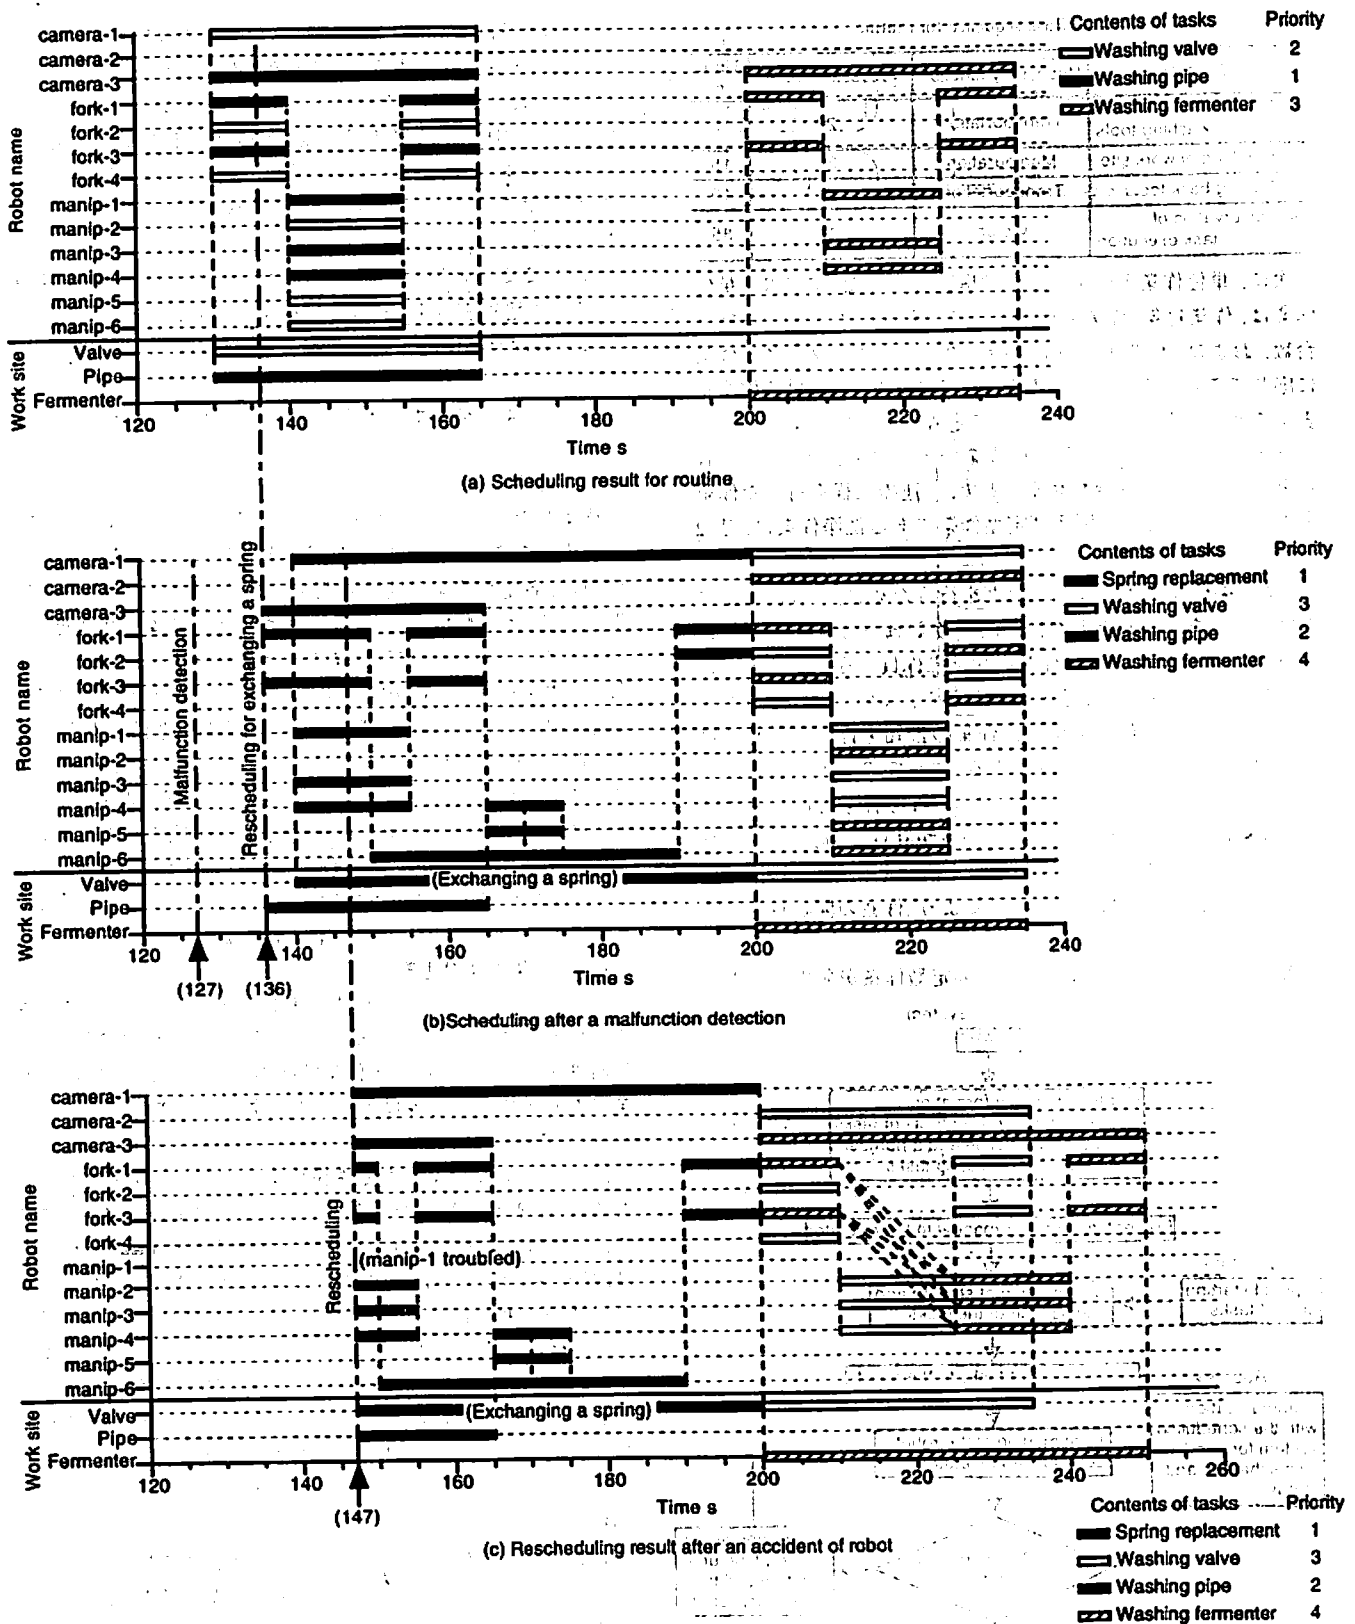 Contents of tasks Priority
Washing valve 2
Washing pipe 1
Washing fermenter 3
Robot name
camera-1
camera-2
camera-3
fork-1
fork-2
fork-3
fork-4
manip-1
manip-2
manip-3
manip-4
manip-5
manip-6
Work site
Valve
Pipe
Fermenter
120 140 160 180 200 220 240
Time s
(a) Scheduling result for routine
Contents of tasks Priority
Spring replacement 1
Washing valve 3
Washing pipe 2
Washing fermenter 4
Robot name
camera-1
camera-2
camera-3
fork-1
fork-2
fork-3
fork-4
manip-1
manip-2
manip-3
manip-4
manip-5
manip-6
Malfunction detection
Rescheduling for exchanging a spring
Work site
Valve
(Exchanging a spring)
Pipe
Fermenter
120 140 160 180 200 220 240
(127) (136)
Time s
(b)Scheduling after a malfunction detection
Robot name
camera-1
camera-2
camera-3
fork-1
fork-2
fork-3
fork-4
manip-1
manip-2
manip-3
manip-4
manip-5
manip-6
Rescheduling
(manip-1 troubled)
Work site
Valve
(Exchanging a spring)
Pipe
Fermenter
120 140 160 180 200 220 240 260
(147)
Time s
(c) Rescheduling result after an accident of robot
Contents of tasks Priority
Spring replacement 1
Washing valve 3
Washing pipe 2
Washing fermenter 4